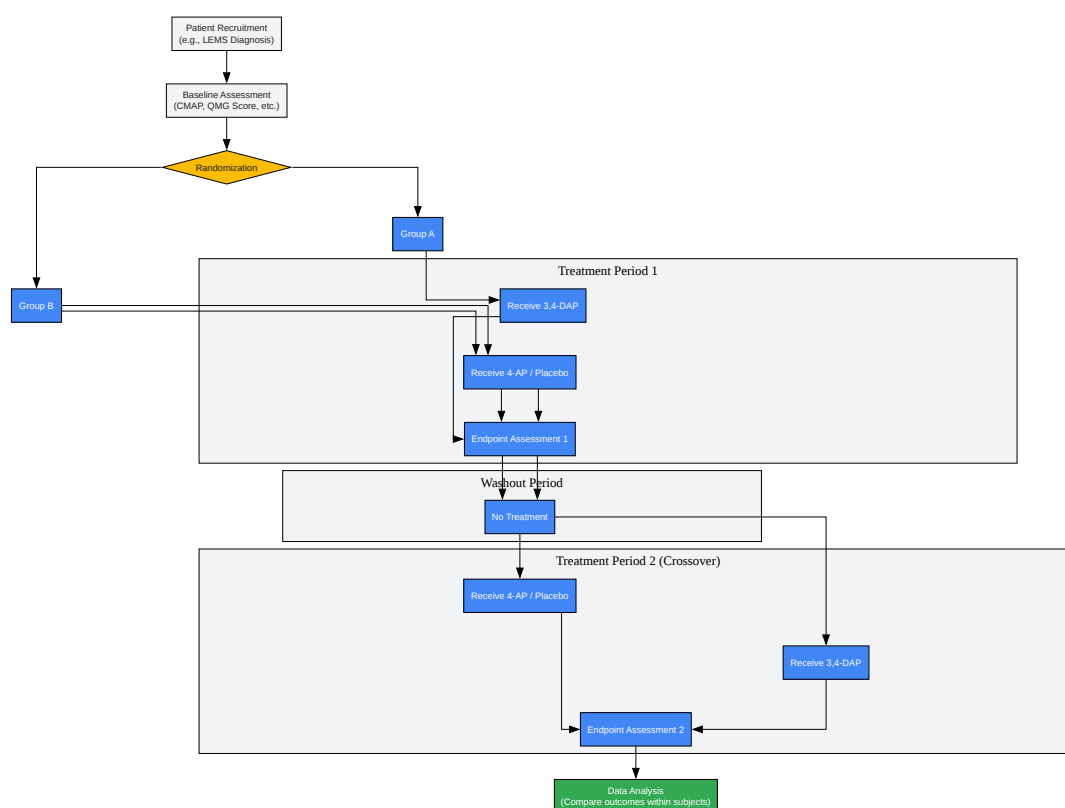 Patient Recruitment
(e.g., LEMS Diagnosis)
Baseline Assessment
(CMAP, QMG Score, etc.)
Randomization
Group A
Treatment Period 1
Group B
Receive 3,4-DAP
Receive 4-AP / Placebo
Endpoint Assessment 1
Washout Period
No Treatment
Treatment Period 2 (Crossover)
Receive 4-AP / Placebo
Receive 3,4-DAP
Endpoint Assessment 2
Data Analysis
(Compare outcomes within subjects)